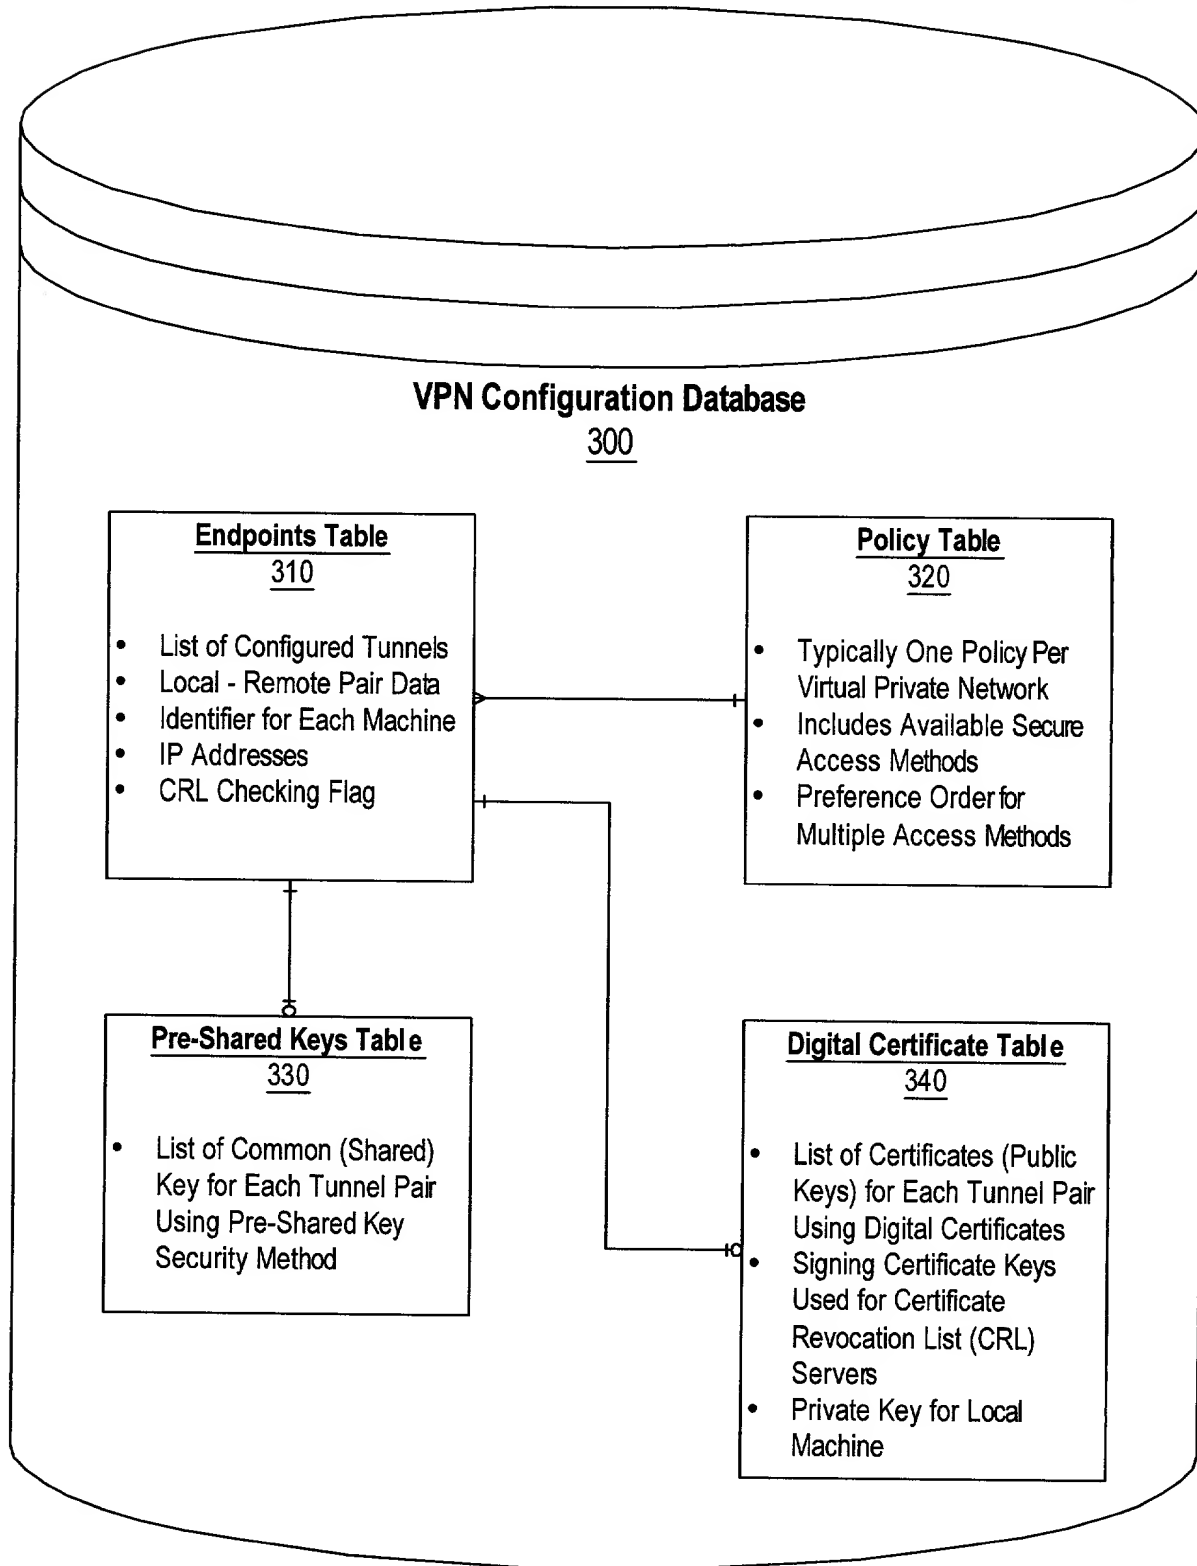 VPN Configuration Database
300
Endpoints Table
310
• List of Configured Tunnels
• Local - Remote Pair Data
• Identifier for Each Machine
• IP Addresses
• CRL Checking Flag
Policy Table
320
• Typically One Policy Per
Virtual Private Network
• Includes Available Secure
Access Methods
• Preference Order for
Multiple Access Methods
Pre-Shared Keys Table
330
• List of Common (Shared)
Key for Each Tunnel Pair
Using Pre-Shared Key
Security Method
Digital Certificate Table
340
• List of Certificates (Public
Keys) for Each Tunnel Pair
Using Digital Certificates
• Signing Certificate Keys
Used for Certificate
Revocation List (CRL)
Servers
• Private Key for Local
Machine